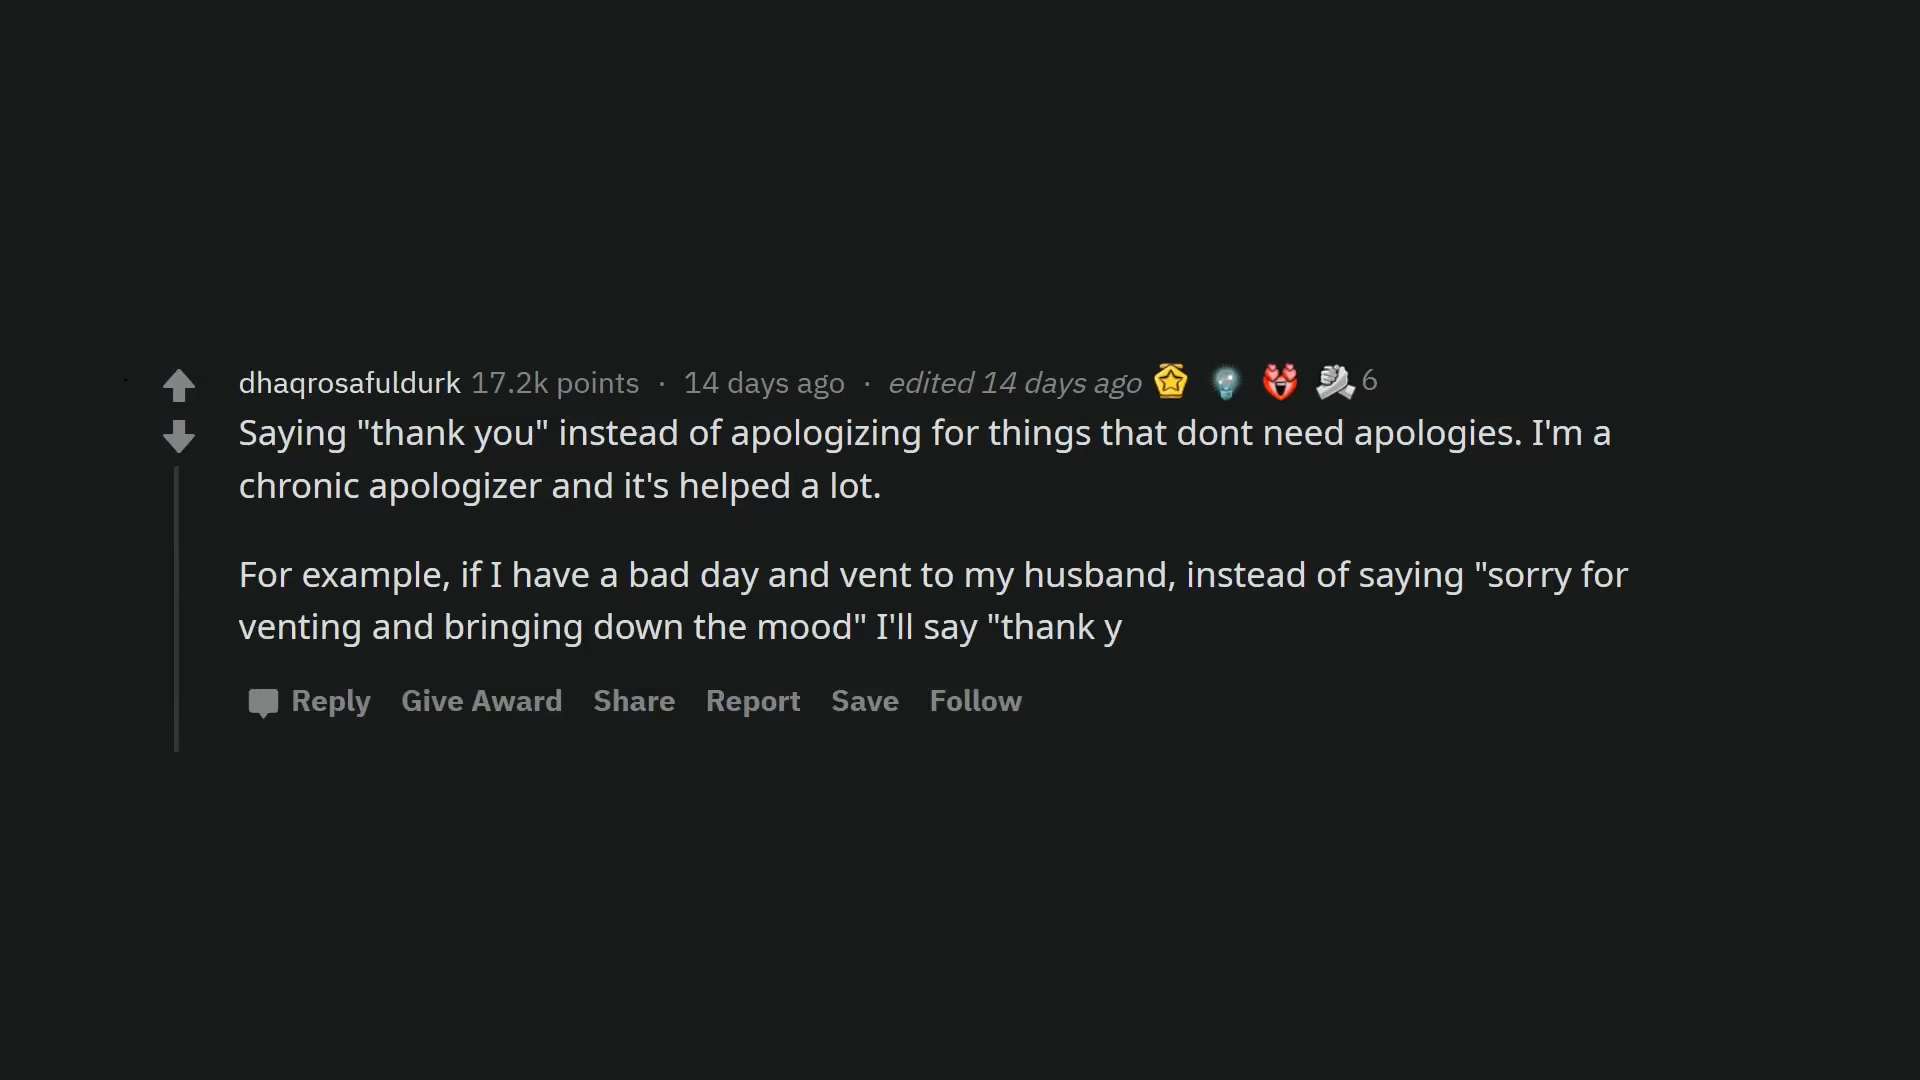 dhaqrosafuldurk 17.2k points · 14 days ago · edited 14 days ago 6
Saying "thank you" instead of apologizing for things that dont need apologies. I'm a
chronic apologizer and it's helped a lot.
For example, if I have a bad day and vent to my husband, instead of saying "sorry for
venting and bringing down the mood" I'll say "thank y
Reply Give Award Share Report Save Follow